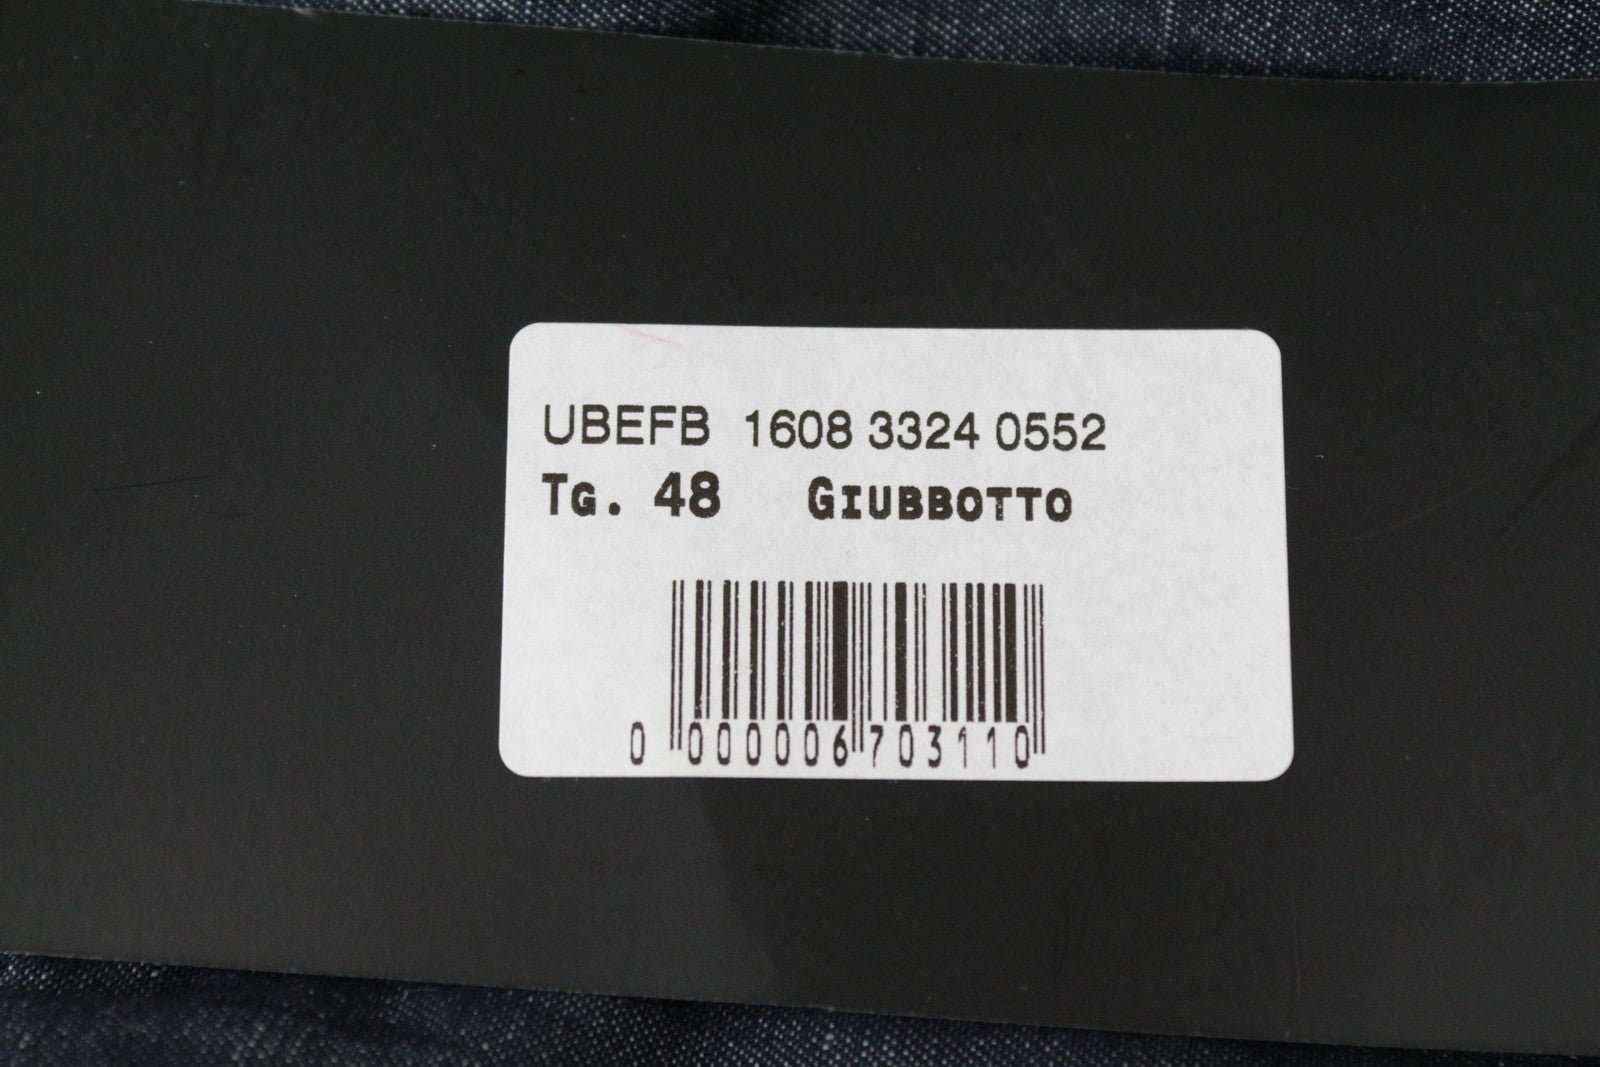 UBEFB 1608 3324 0552
TG. 48 GIUBBOTTO
0 000006 703110